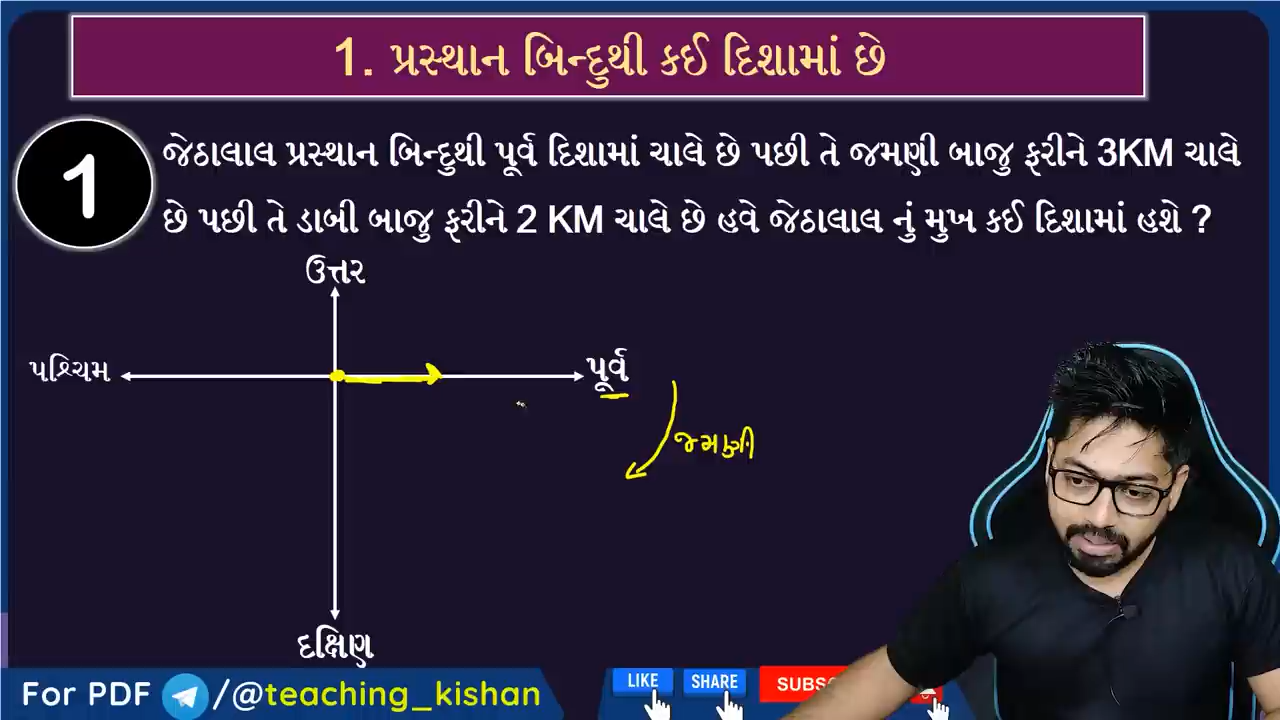 1. પ્રસ્થાન બિન્દુથી કઈ દિશામાં છે
1
જેઠાલાલ પ્રસ્થાન બિન્દુથી પૂર્વ દિશામાં ચાલે છે પછી તે જમણી બાજુ ફરીને 3KM ચાલે
છે પછી તે ડાબી બાજુ ફરીને 2 KM ચાલે છે હવે જેઠાલાલ નું મુખ કઈ દિશામાં હશે ?
ઉત્તર
પશ્ચિમ
પૂર્વ
જમણી
દક્ષિણ
For PDF /@teaching_kishan
LIKE
SHARE